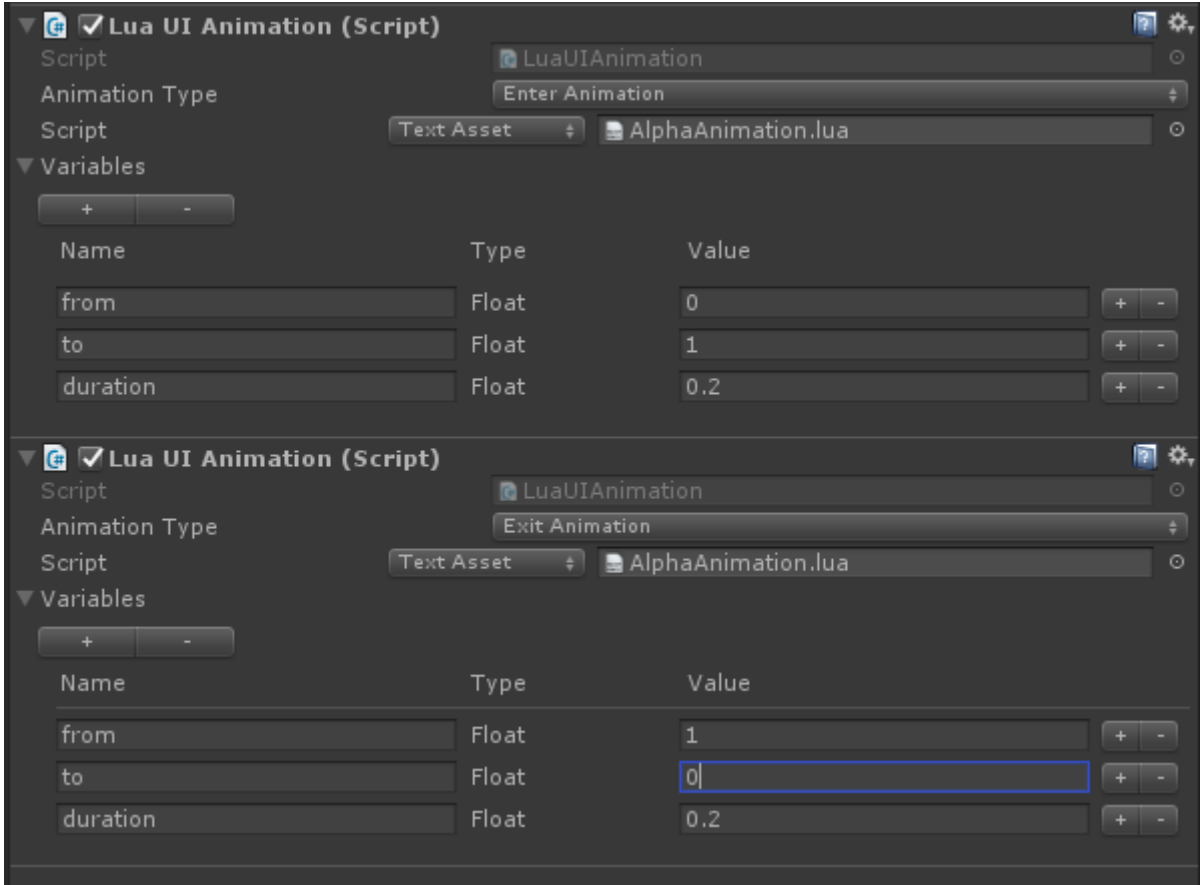 Lua UI Animation (Script)
Script LuaUIAnimation
Animation Type Enter Animation
Script Text Asset AlphaAnimation.lua
Variables
+ -
Name Type Value
from Float 0 + -
to Float 1 + -
duration Float 0.2 + -
Lua UI Animation (Script)
Script LuaUIAnimation
Animation Type Exit Animation
Script Text Asset AlphaAnimation.lua
Variables
+ -
Name Type Value
from Float 1 + -
to Float 0 + -
duration Float 0.2 + -